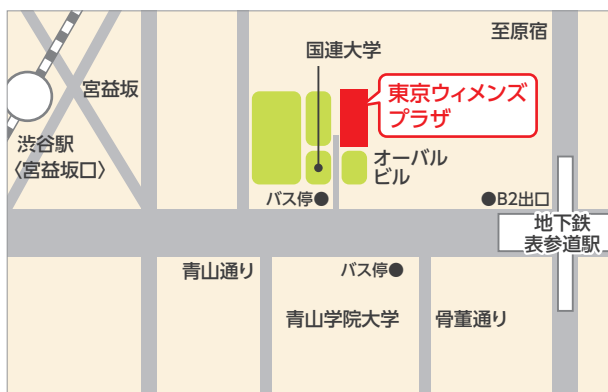 至原宿
国連大学
宮益坂
東京ウィメンズ
プラザ
渋谷駅
〈宮益坂口〉
オーバル
ビル
バス停●
●B2出口
地下鉄
表参道駅
青山通り
バス停●
青山学院大学
骨董通り